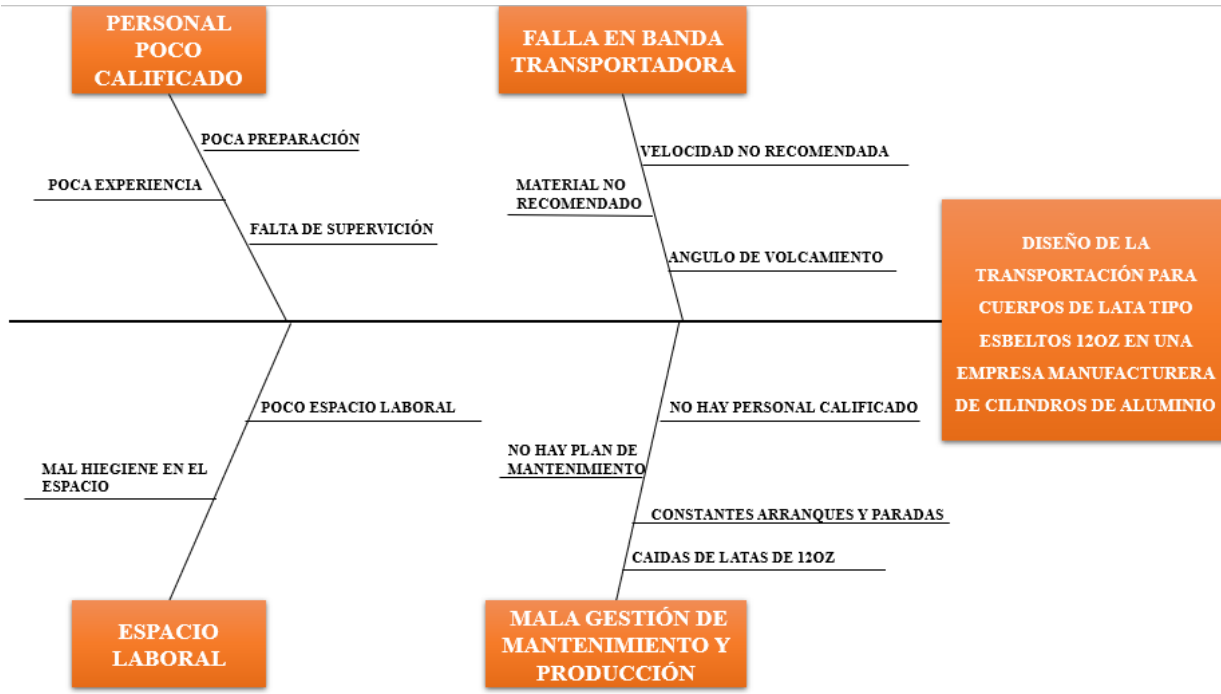 PERSONAL
POCO
CALIFICADO
FALLA EN BANDA
TRANSPORTADORA
POCA PREPARACIÓN
POCA EXPERIENCIA
FALTA DE SUPERVICIÓN
VELOCIDAD NO RECOMENDADA
MATERIAL NO
RECOMENDADO
ANGULO DE VOLCAMIENTO
DISEÑO DE LA
TRANSPORTACIÓN PARA
CUERPOS DE LATA TIPO
ESBELTOS 12OZ EN UNA
EMPRESA MANUFACTURERA
DE CILINDROS DE ALUMINIO
POCO ESPACIO LABORAL
MAL HIEGIENE EN EL
ESPACIO
NO HAY PERSONAL CALIFICADO
NO HAY PLAN DE
MANTENIMIENTO
CONSTANTES ARRANQUES Y PARADAS
CAIDAS DE LATAS DE 12OZ
ESPACIO
LABORAL
MALA GESTIÓN DE
MANTENIMIENTO Y
PRODUCCIÓN